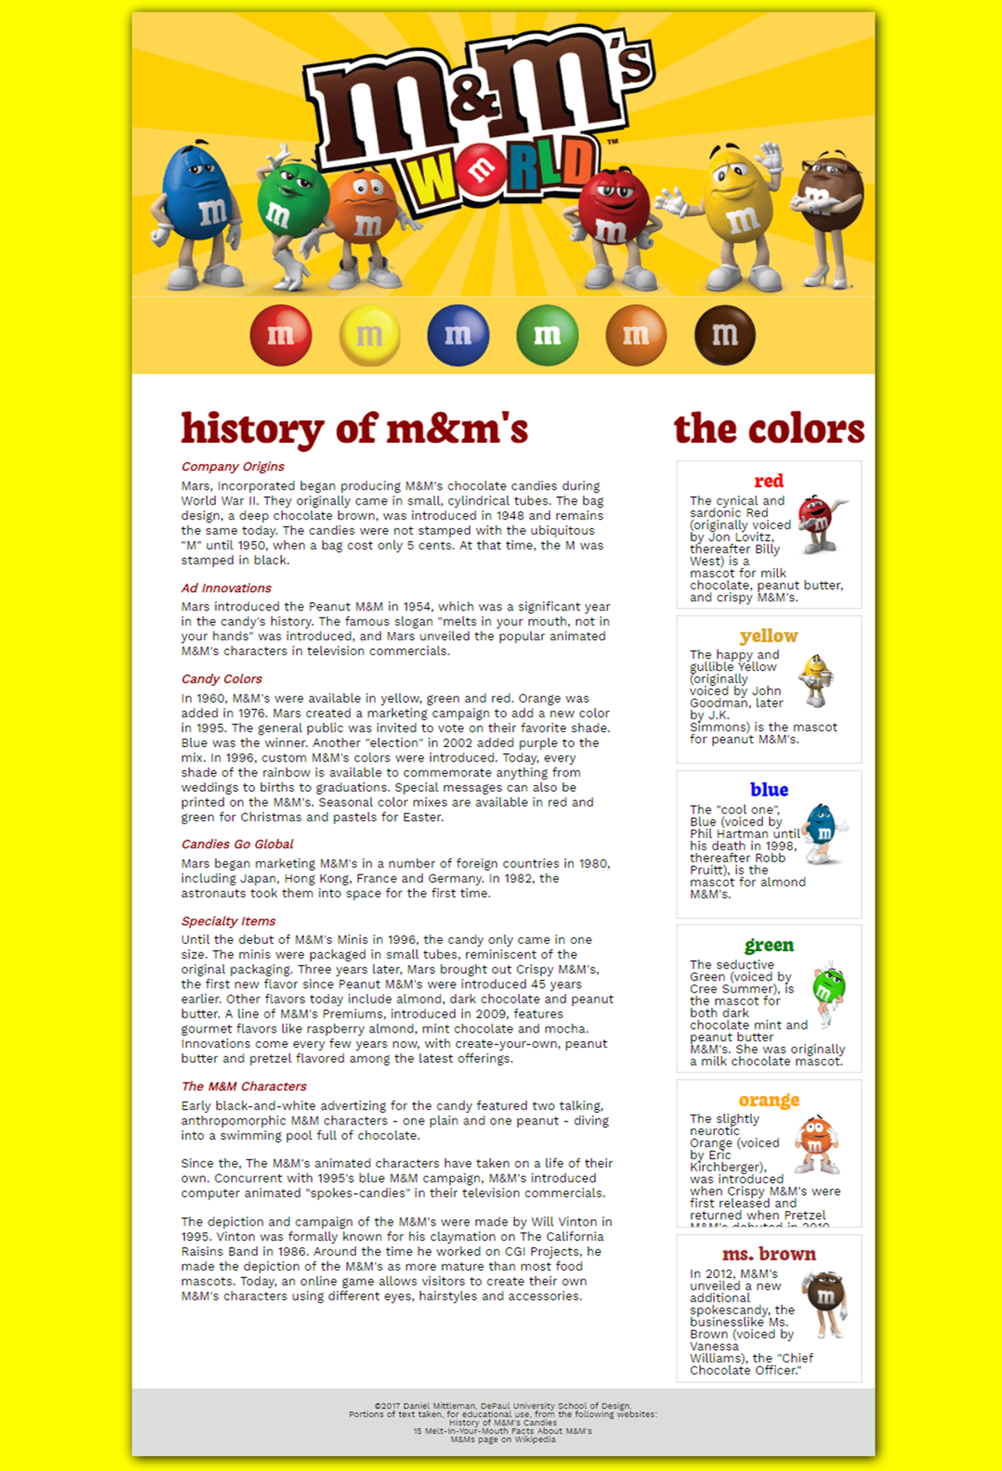 m&m's
WORLD™
m
m
m
m
m
m
m
m
m
m
m
m
m
history of m&m's
Company Origins
Mars, Incorporated began producing M&M's chocolate candies during
World War II. They originally came in small, cylindrical tubes. The bag
design, a deep chocolate brown, was introduced in 1948 and remains
the same today. The candies were not stamped with the ubiquitous
"M" until 1950, when a bag cost only 5 cents. At that time, the M was
stamped in black.
Ad Innovations
Mars introduced the Peanut M&M in 1954, which was a significant year
in the candy's history. The famous slogan "melts in your mouth, not in
your hands" was introduced, and Mars unveiled the popular animated
M&M's characters in television commercials.
Candy Colors
In 1960, M&M's were available in yellow, green and red. Orange was
added in 1976. Mars created a marketing campaign to add a new color
in 1995. The general public was invited to vote on their favorite shade.
Blue was the winner. Another "election" in 2002 added purple to the
mix. In 1996, custom M&M's colors were introduced. Today, every
shade of the rainbow is available to commemorate anything from
weddings to births to graduations. Special messages can also be
printed on the M&M's. Seasonal color mixes are available in red and
green for Christmas and pastels for Easter.
Candies Go Global
Mars began marketing M&M's in a number of foreign countries in 1980,
including Japan, Hong Kong, France and Germany. In 1982, the
astronauts took them into space for the first time.
Specialty Items
Until the debut of M&M's Minis in 1996, the candy only came in one
size. The minis were packaged in small tubes, reminiscent of the
original packaging. Three years later, Mars brought out Crispy M&M's,
the first new flavor since Peanut M&M's were introduced 45 years
earlier. Other flavors today include almond, dark chocolate and peanut
butter. A line of M&M's Premiums, introduced in 2009, features
gourmet flavors like raspberry almond, mint chocolate and mocha.
Innovations come every few years now, with create-your-own, peanut
butter and pretzel flavored among the latest offerings.
The M&M Characters
Early black-and-white advertizing for the candy featured two talking,
anthropomorphic M&M characters - one plain and one peanut - diving
into a swimming pool full of chocolate.
Since the, The M&M's animated characters have taken on a life of their
own. Concurrent with 1995's blue M&M campaign, M&M's introduced
computer animated "spokes-candies" in their television commercials.
The depiction and campaign of the M&M's were made by Will Vinton in
1995. Vinton was formally known for his claymation on The California
Raisins Band in 1986. Around the time he worked on CGI Projects, he
made the depiction of the M&M's as more mature than most food
mascots. Today, an online game allows visitors to create their own
M&M's characters using different eyes, hairstyles and accessories.
the colors
red
The cynical and
sardonic Red
(originally voiced
by Jon Lovitz,
thereafter Billy
West) is a
mascot for milk
chocolate, peanut butter,
and crispy M&M's.
m
yellow
The happy and
gullible Yellow
(originally
voiced by John
Goodman, later
by J.K.
Simmons) is the mascot
for peanut M&M's.
blue
The "cool one",
Blue (voiced by
Phil Hartman until
his death in 1998,
thereafter Robb
Pruitt), is the
mascot for almond
M&M's.
m
green
The seductive
Green (voiced by
Cree Summer), is
the mascot for
both dark
chocolate mint and
peanut butter
M&M's. She was originally
a milk chocolate mascot.
m
orange
The slightly
neurotic
Orange (voiced
by Eric
Kirchberger),
was introduced
when Crispy M&M's were
first released and
returned when Pretzel
M&M's debuted in 2010
m
ms. brown
In 2012, M&M's
unveiled a new
additional
spokescandy, the
businesslike Ms.
Brown (voiced by
Vanessa
Williams), the "Chief
Chocolate Officer."
m
©2017 Daniel Mittleman, DePaul University School of Design.
Portions of text taken, for educational use, from the following websites:
History of M&M's Candies
15 Melt-In-Your-Mouth Facts About M&M's
M&Ms page on Wikipedia